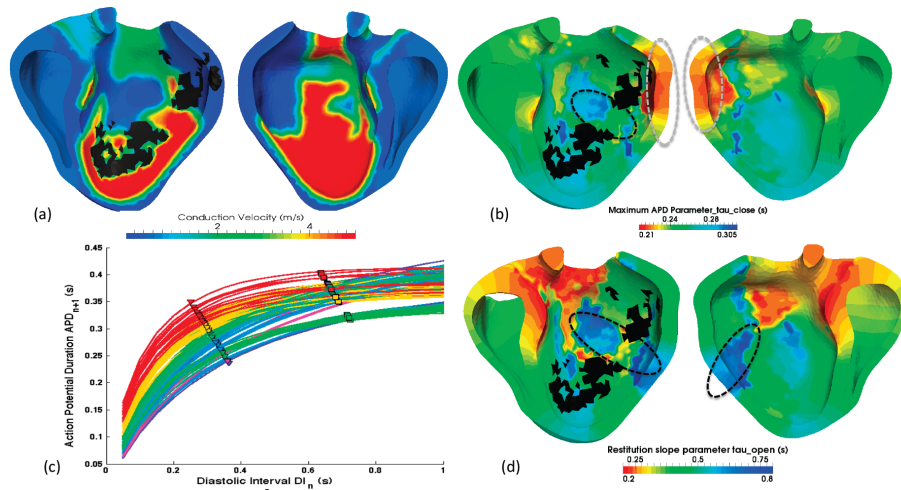 (a)
(b)
Conduction Velocity (m/s)
2 4
Maximum APD Parameter_tau_close (s)
0.24 0.28
0.21 0.305
0.45
0.4
0.35
0.3
0.25
0.2
0.15
0.1
0.05
Action Potential Duration APD n+1 (s)
0.2 0.4 0.6 0.8 1
Diastolic Interval DI n (s)
(c)
(d)
Restitution slope parameter tau_open (s)
0.25 0.5 0.75
0.2 0.8